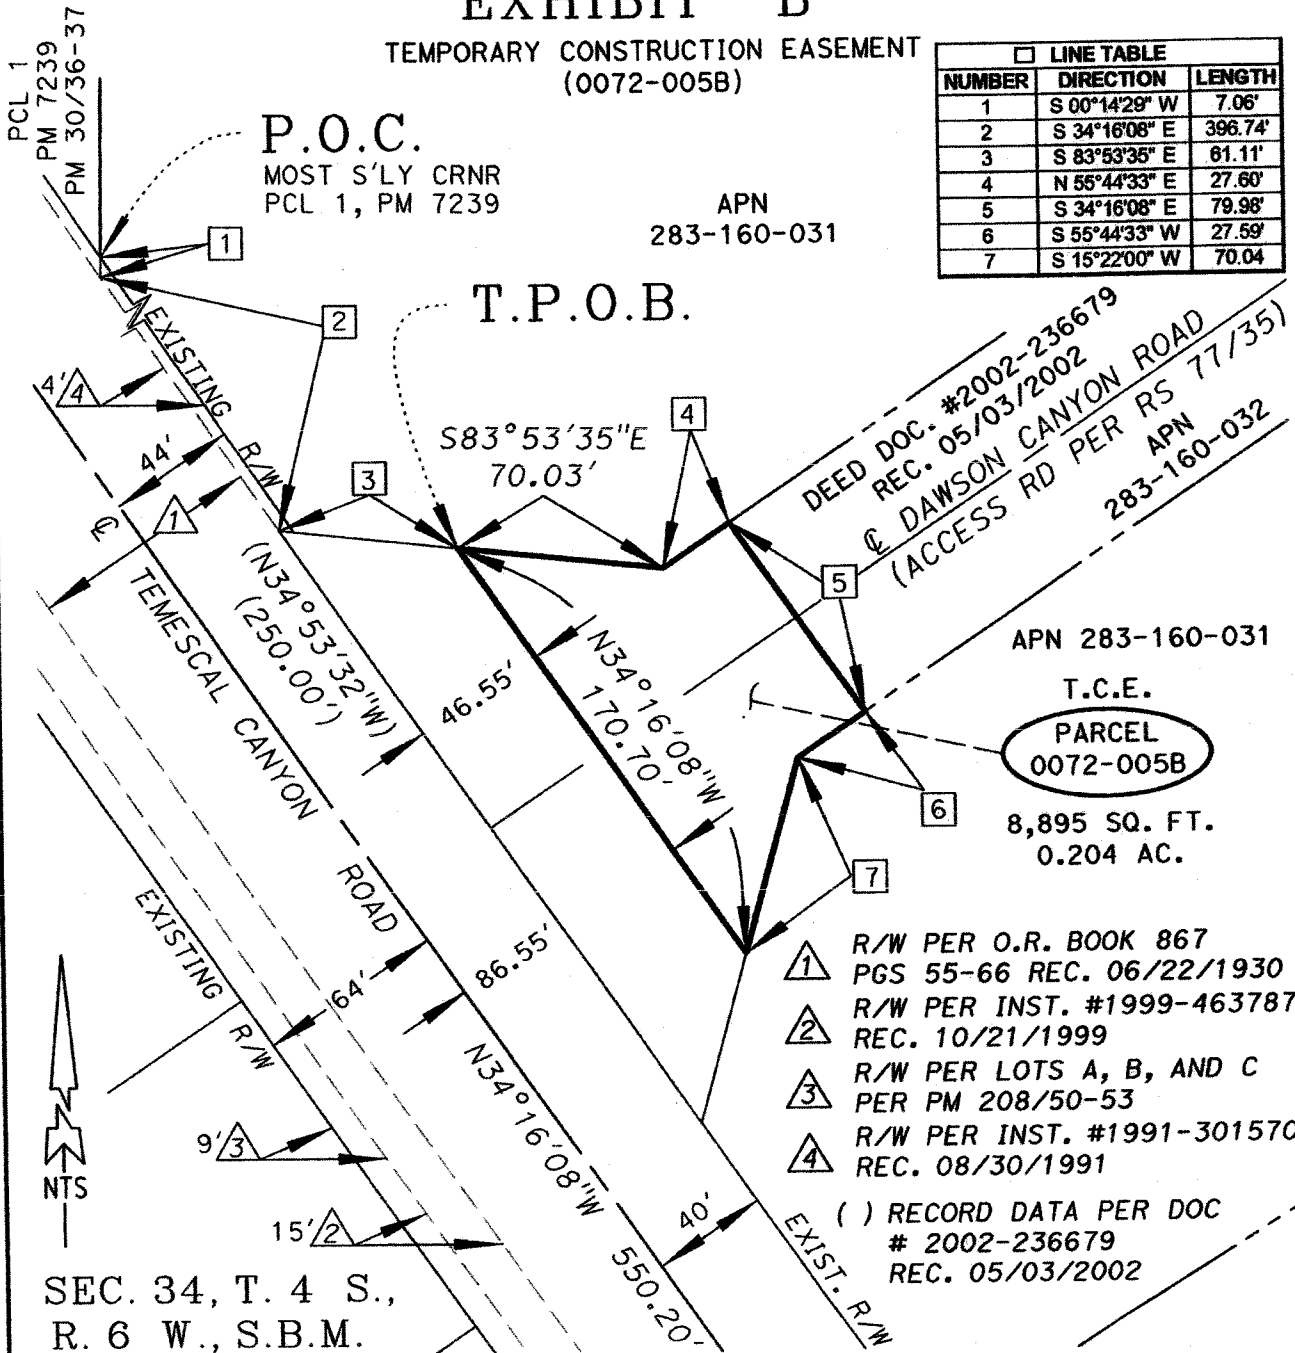 EXHIBIT "B"
TEMPORARY CONSTRUCTION EASEMENT
(0072-005B)
PCL 1
PM 7239
PM 30/36-37
P.O.C.
MOST S'LY CRNR
PCL 1, PM 7239
APN
283-160-031
□ LINE TABLE
NUMBER DIRECTION LENGTH
1 S 00°14'29" W 7.06'
2 S 34°16'08" E 396.74'
3 S 83°53'35" E 61.11'
4 N 55°44'33" E 27.60'
5 S 34°16'08" E 79.98'
6 S 55°44'33" W 27.59'
7 S 15°22'00" W 70.04
1
2
T.P.O.B.
EXISTING R/W
4' 4
44'
1
℄
3
S83°53'35"E
70.03'
4
DEED DOC. #2002-236679
REC. 05/03/2002
℄ DAWSON CANYON ROAD
(ACCESS RD PER RS 77/35)
APN
283-160-032
5
(N34°53'32"W)
(250.00')
TEMESCAL CANYON ROAD
46.55'
N34°16'08"W
170.70'
APN 283-160-031
T.C.E.
PARCEL
0072-005B
8,895 SQ. FT.
0.204 AC.
6
7
EXISTING R/W
64'
86.55'
N34°16'08"W 550.20'
40'
EXIST. R/W
9' 3
15' 2
NTS
1 R/W PER O.R. BOOK 867
PGS 55-66 REC. 06/22/1930
2 R/W PER INST. #1999-463787
REC. 10/21/1999
3 R/W PER LOTS A, B, AND C
PER PM 208/50-53
4 R/W PER INST. #1991-301570
REC. 08/30/1991
( ) RECORD DATA PER DOC
# 2002-236679
REC. 05/03/2002
SEC. 34, T. 4 S.,
R. 6 W., S.B.M.